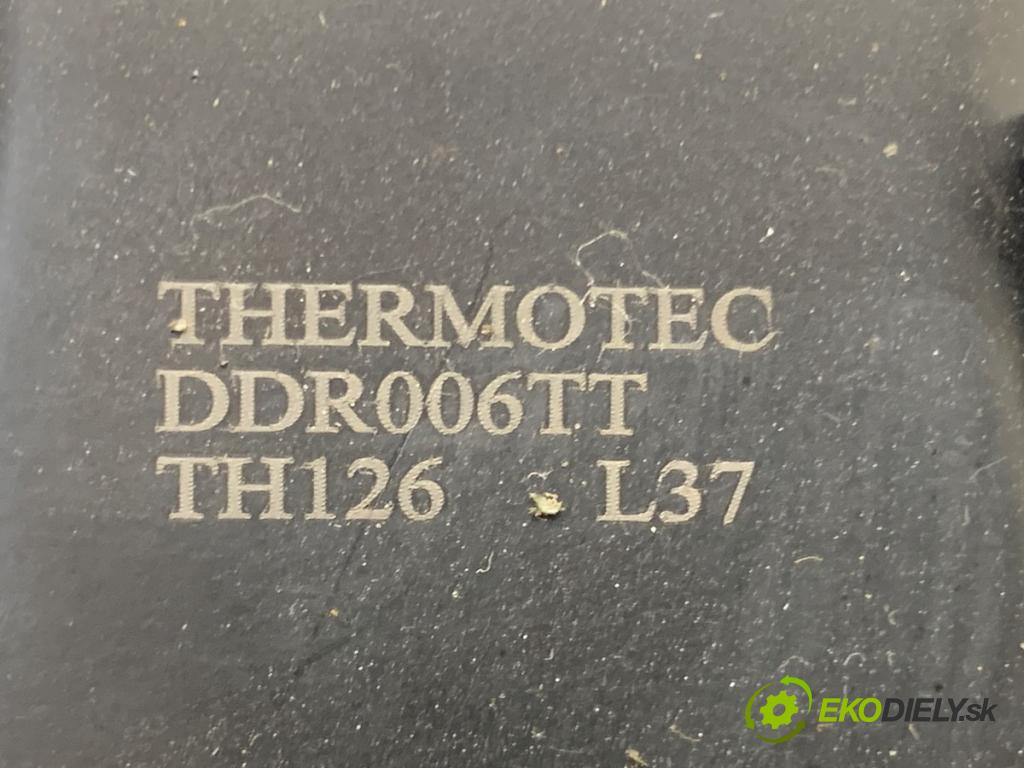 THERMOTEC
DDR006TT
TH126 L37
EKODIELY.sk